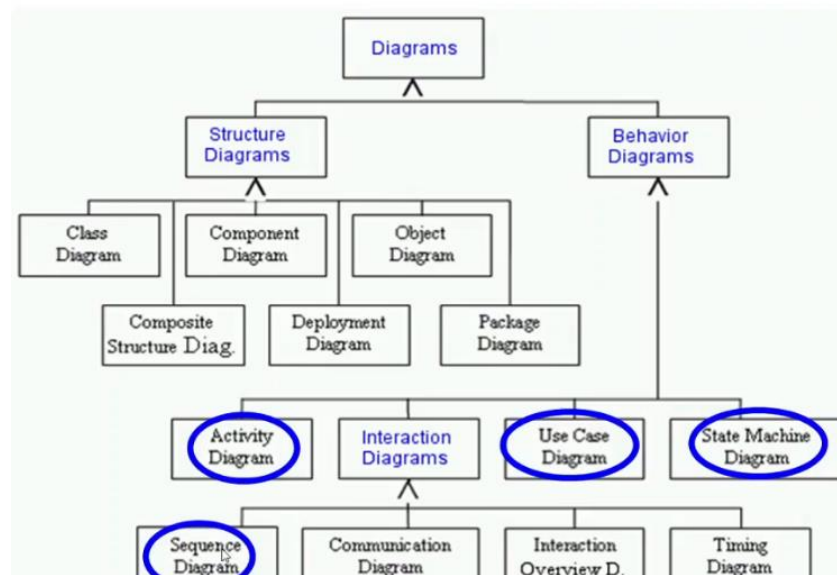 Diagrams
Structure
Diagrams
Behavior
Diagrams
Class
Diagram
Component
Diagram
Object
Diagram
Composite
Structure Diag.
Deployment
Diagram
Package
Diagram
Activity
Diagram
Interaction
Diagrams
Use Case
Diagram
State Machine
Diagram
Sequence
Diagram
Communication
Diagram
Interaction
Overview D.
Timing
Diagram